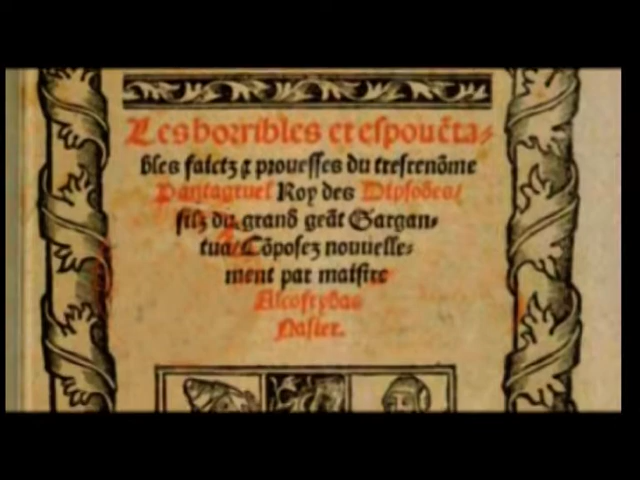 Les horribles et espouẽta⸗
bles faictz ⁊ prouesses du tresrenõme
Pantagruel Roy des Dipsodes/
filz du grand geãt Gargan⸗
tua/ Cõposez nouuelle⸗
ment par maistre
Alcofrybas
Nasier.